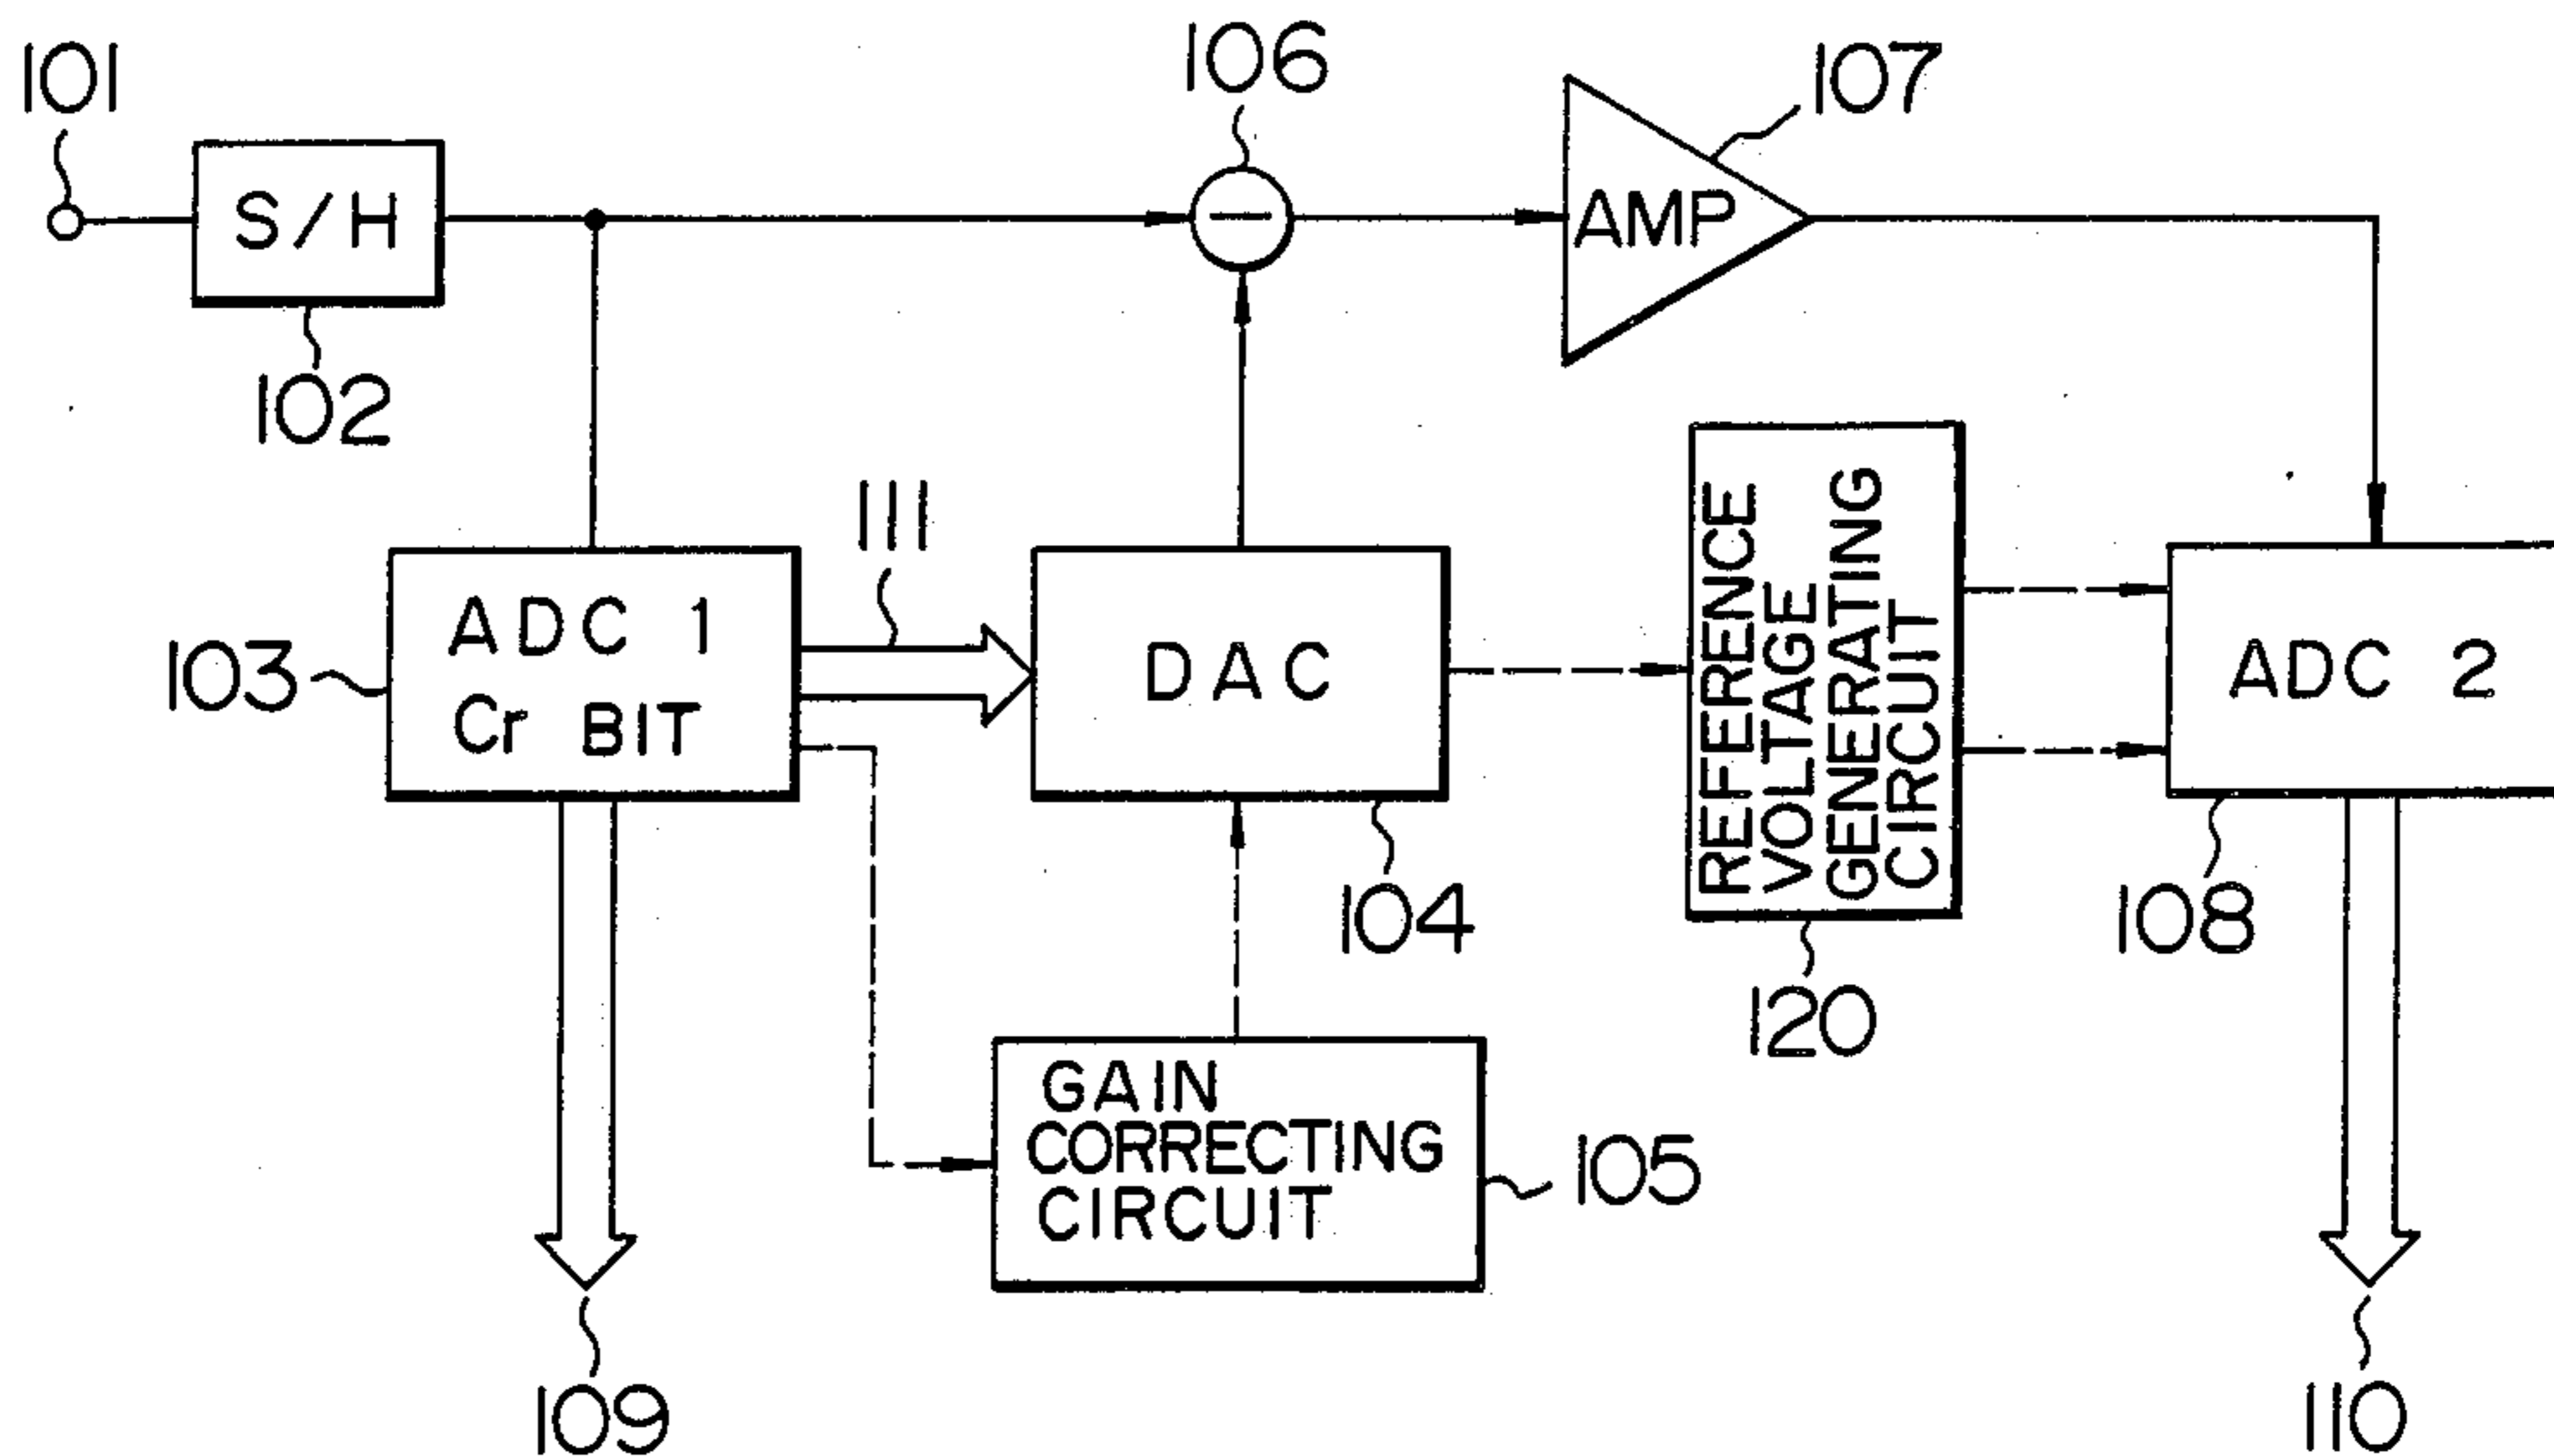 101
S/H
102
106
AMP
107
111
ADC 1
Cr BIT
103
DAC
104
REFERENCE
VOLTAGE
GENERATING
CIRCUIT
120
ADC 2
108
GAIN
CORRECTING
CIRCUIT
105
109
110